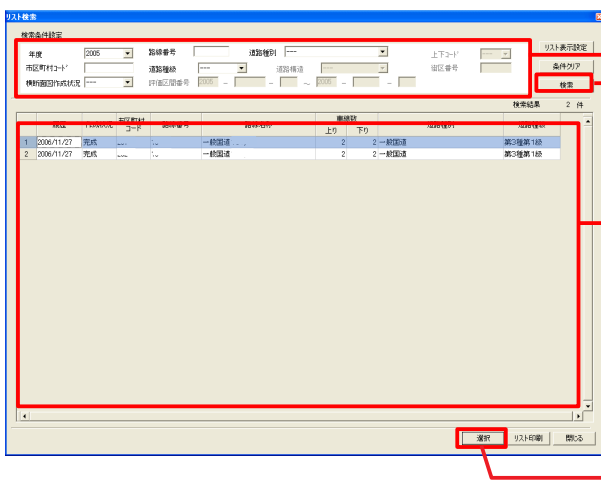 リスト検索
検索条件設定
年度 2005 路線番号 道路種別 --- 上下コード --- リスト表示設定
市区町村コード 道路種級 --- 道路構造 --- 街区番号 条件クリア
横断面図作成状況 --- 評価区間番号 2005 - - ～ 2005 - - 検索
検索結果 2 件
市区町村コード 路線番号 路線名称 車線数 上り 下り 道路種別 道路種級
1 2006/11/27 完成 一般国道 2 2 一般国道 第3種第1級
2 2006/11/27 完成 一般国道 2 2 一般国道 第3種第1級
選択 リスト印刷 閉じる